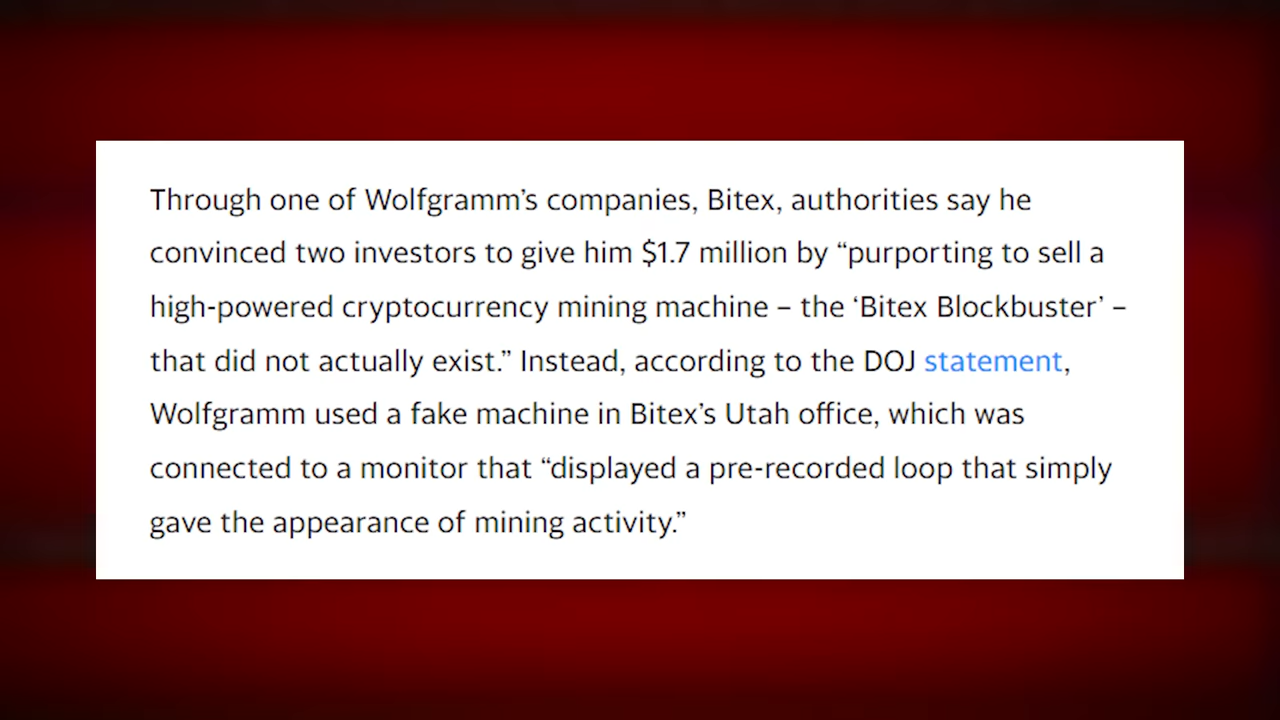 Through one of Wolfgramm’s companies, Bitex, authorities say he
convinced two investors to give him $1.7 million by “purporting to sell a
high-powered cryptocurrency mining machine – the ‘Bitex Blockbuster’ –
that did not actually exist.” Instead, according to the DOJ statement,
Wolfgramm used a fake machine in Bitex’s Utah office, which was
connected to a monitor that “displayed a pre-recorded loop that simply
gave the appearance of mining activity.”